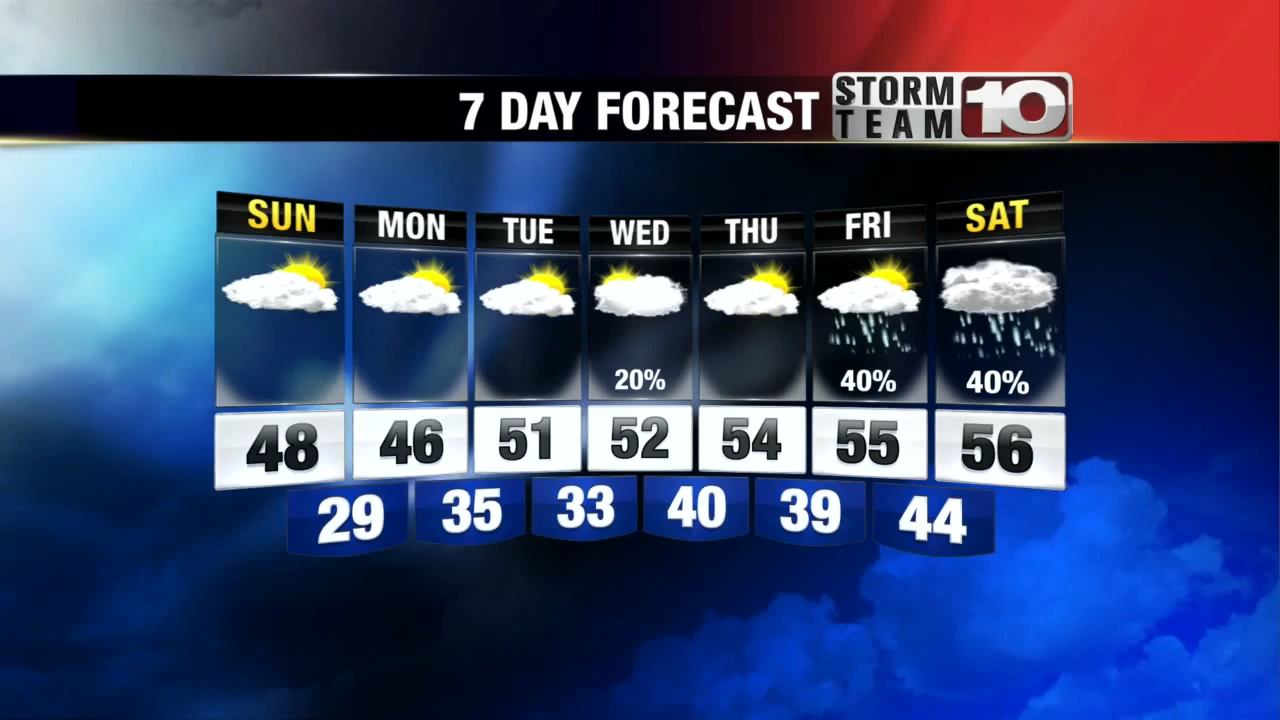 7 DAY FORECAST
STORM TEAM 10
SUN MON TUE WED THU FRI SAT
20% 40% 40%
48 46 51 52 54 55 56
29 35 33 40 39 44